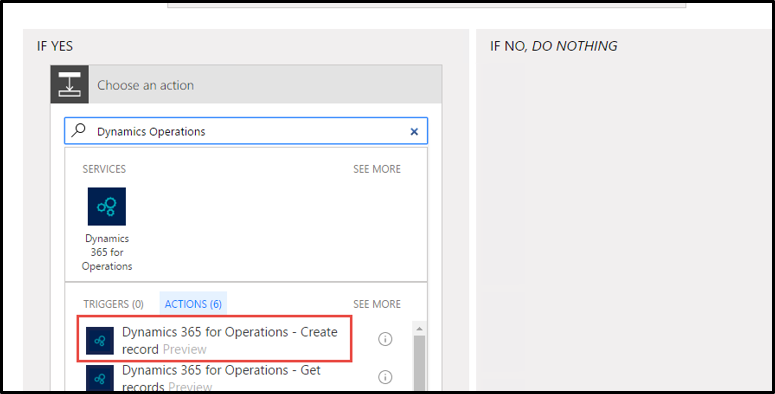 IF YES
IF NO, DO NOTHING
Choose an action
Dynamics Operations
SERVICES
SEE MORE
Dynamics
365 for
Operations
TRIGGERS (0)
ACTIONS (6)
SEE MORE
Dynamics 365 for Operations - Create
record Preview
Dynamics 365 for Operations - Get
records Preview